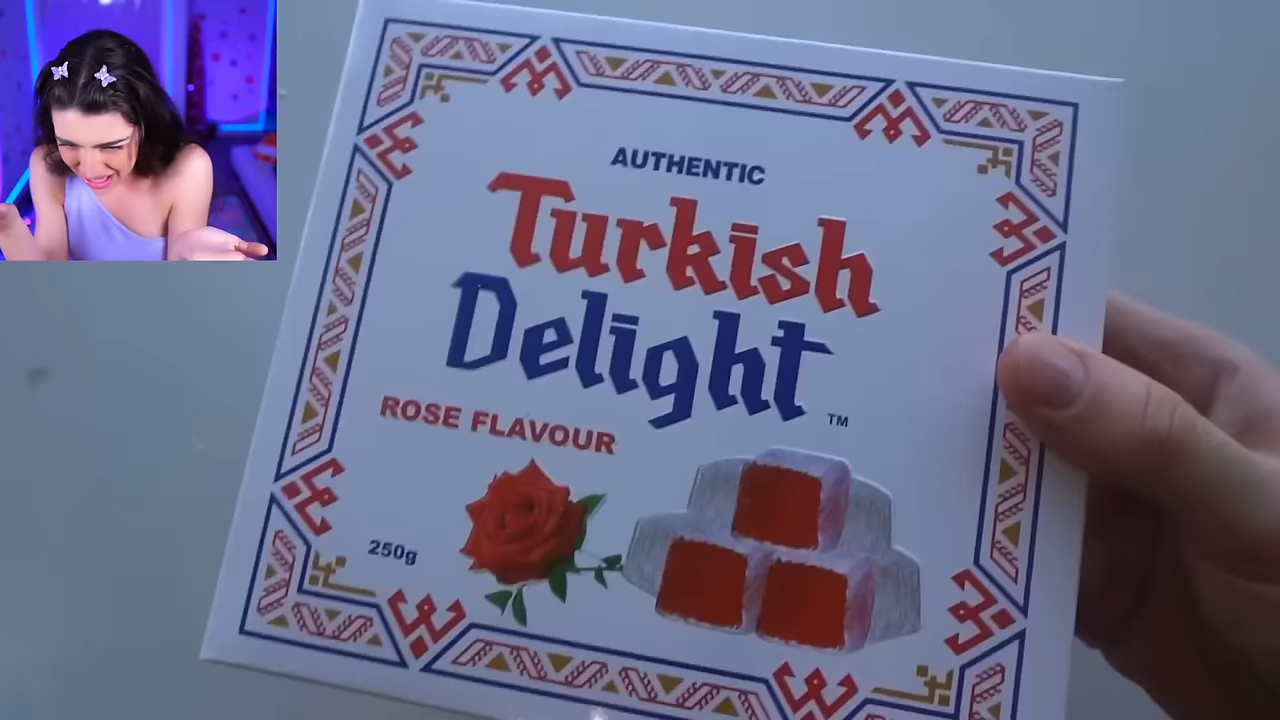 AUTHENTIC
Turkish
Delight
TM
ROSE FLAVOUR
250g